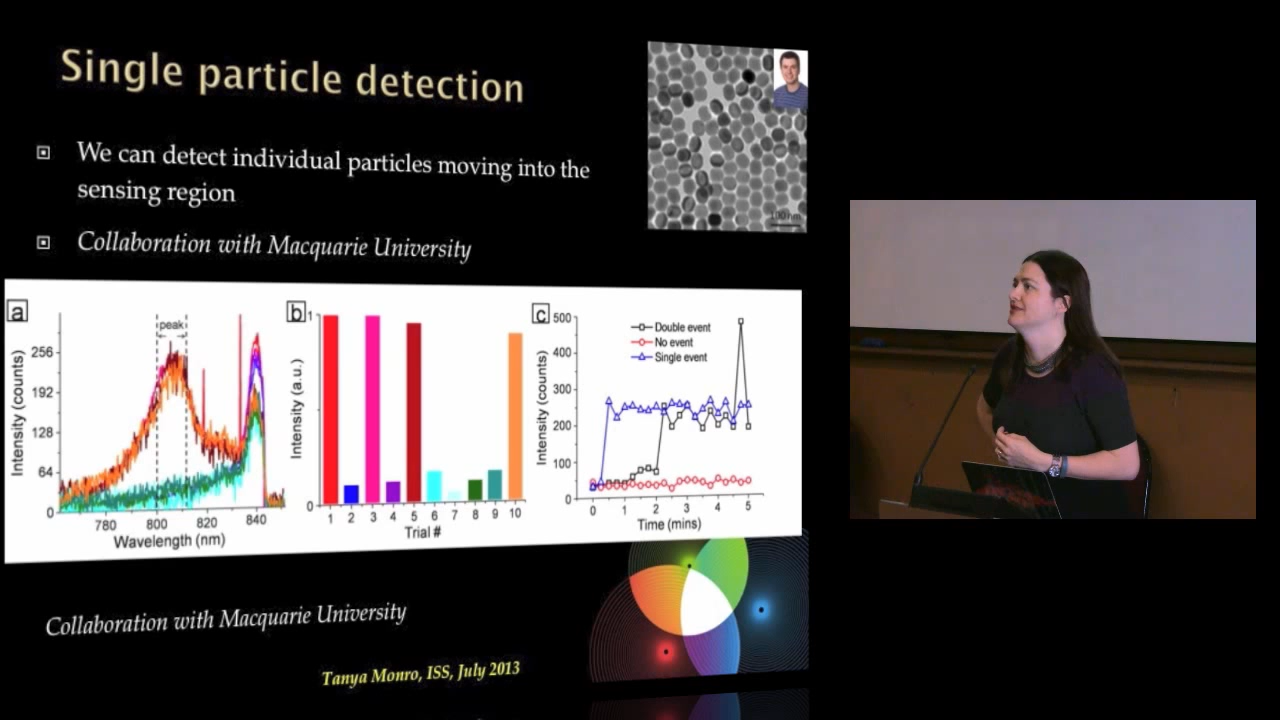 Single particle detection
We can detect individual particles moving into the
sensing region
Collaboration with Macquarie University
100 nm
a
peak
Intensity (counts)
256
192
128
64
0
780 800 820 840
Wavelength (nm)
b
Intensity (a.u.)
1
0
1 2 3 4 5 6 7 8 9 10
Trial #
c
Intensity (counts)
500
400
300
200
100
0
Double event
No event
Single event
0 1 2 3 4 5
Time (mins)
Collaboration with Macquarie University
Tanya Monro, ISS, July 2013